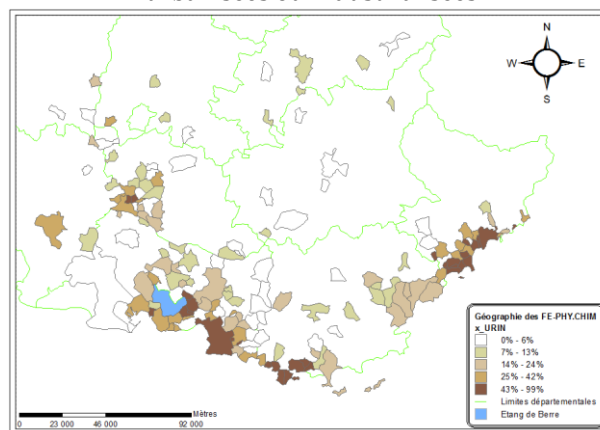 N
W E
S
Géographie des FE-PHY.CHIM
x_URIN
0% - 6%
7% - 13%
14% - 24%
25% - 42%
43% - 99%
Limites départementales
Etang de Berre
Mètres
0 23 000 46 000 92 000